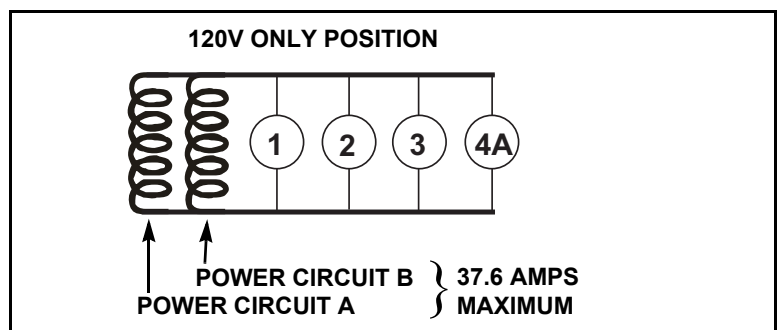 120V ONLY POSITION
1 2 3 4A
POWER CIRCUIT B } 37.6 AMPS
POWER CIRCUIT A } MAXIMUM